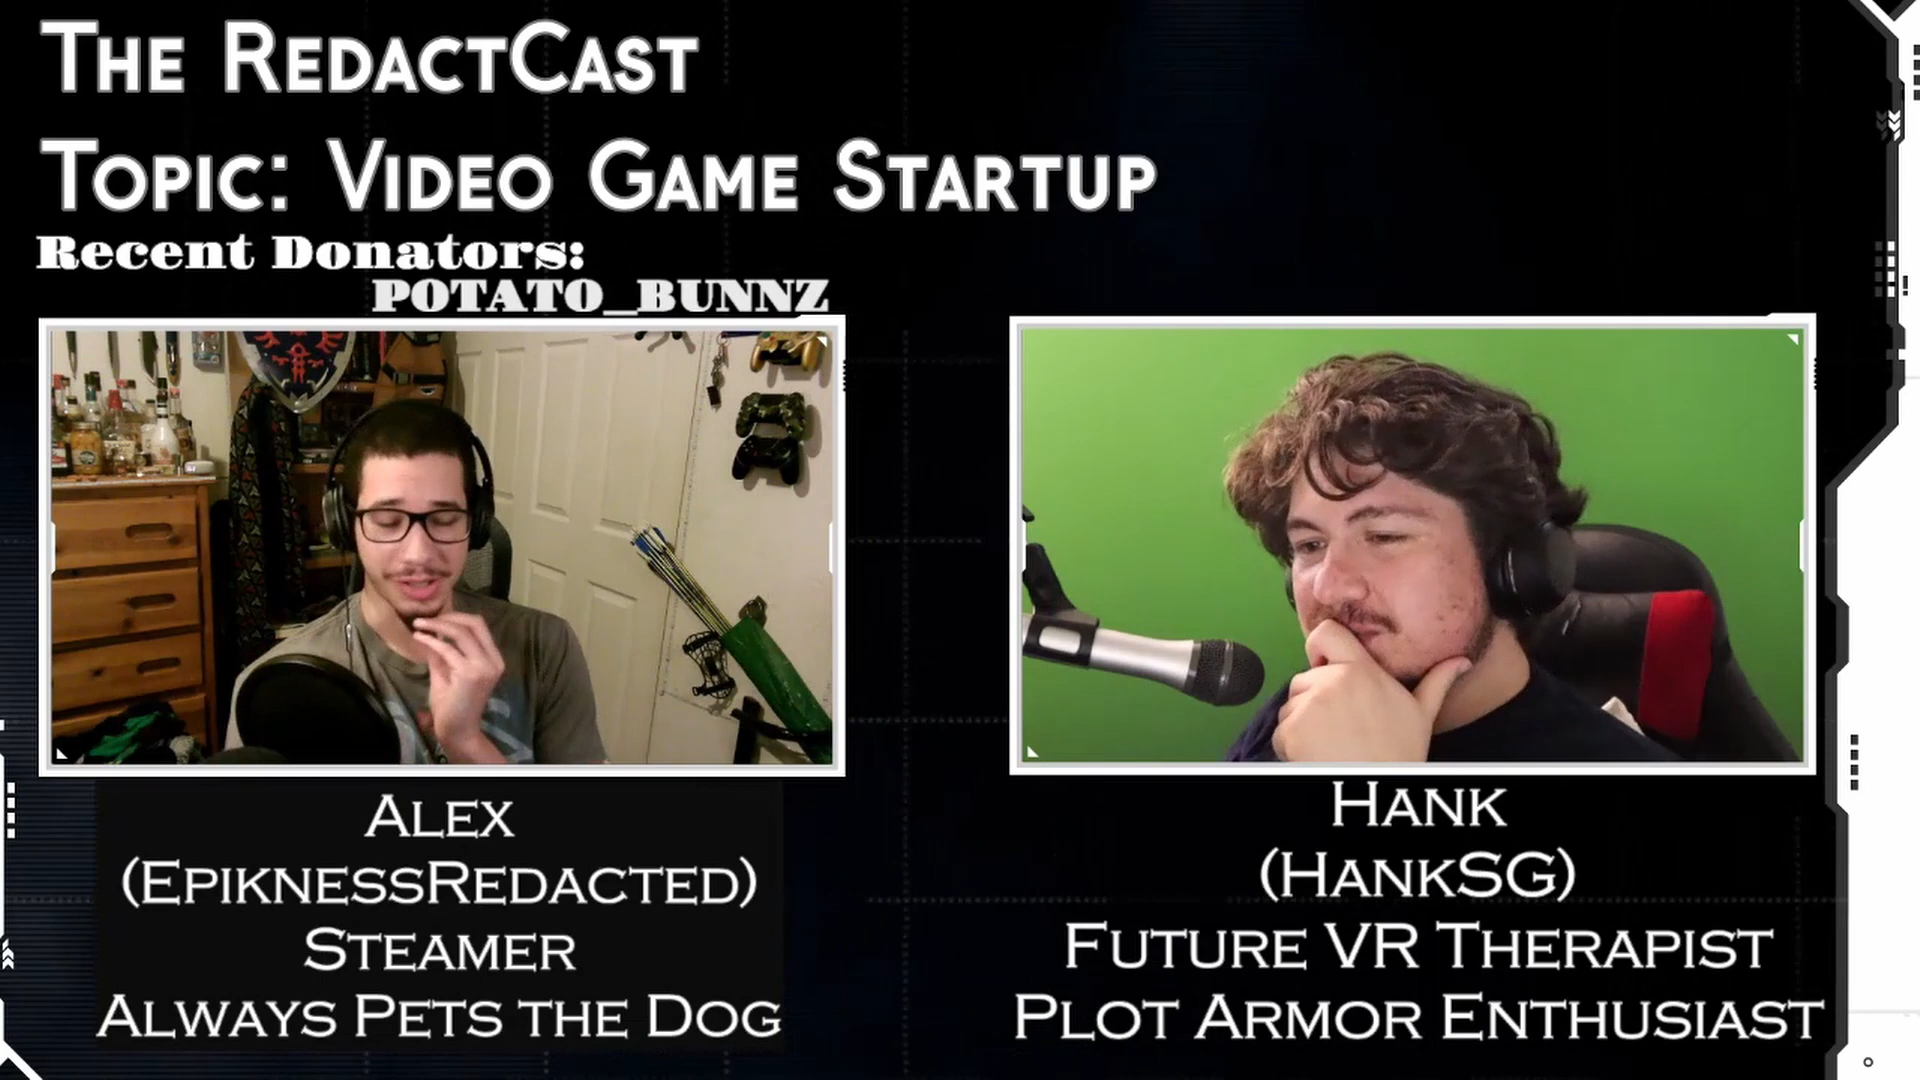 The RedactCast
Topic: Video Game Startup
Recent Donators:
POTATO_BUNNZ
Alex
(EpiknessRedacted)
Steamer
Always Pets the Dog
Hank
(HankSG)
Future VR Therapist
Plot Armor Enthusiast